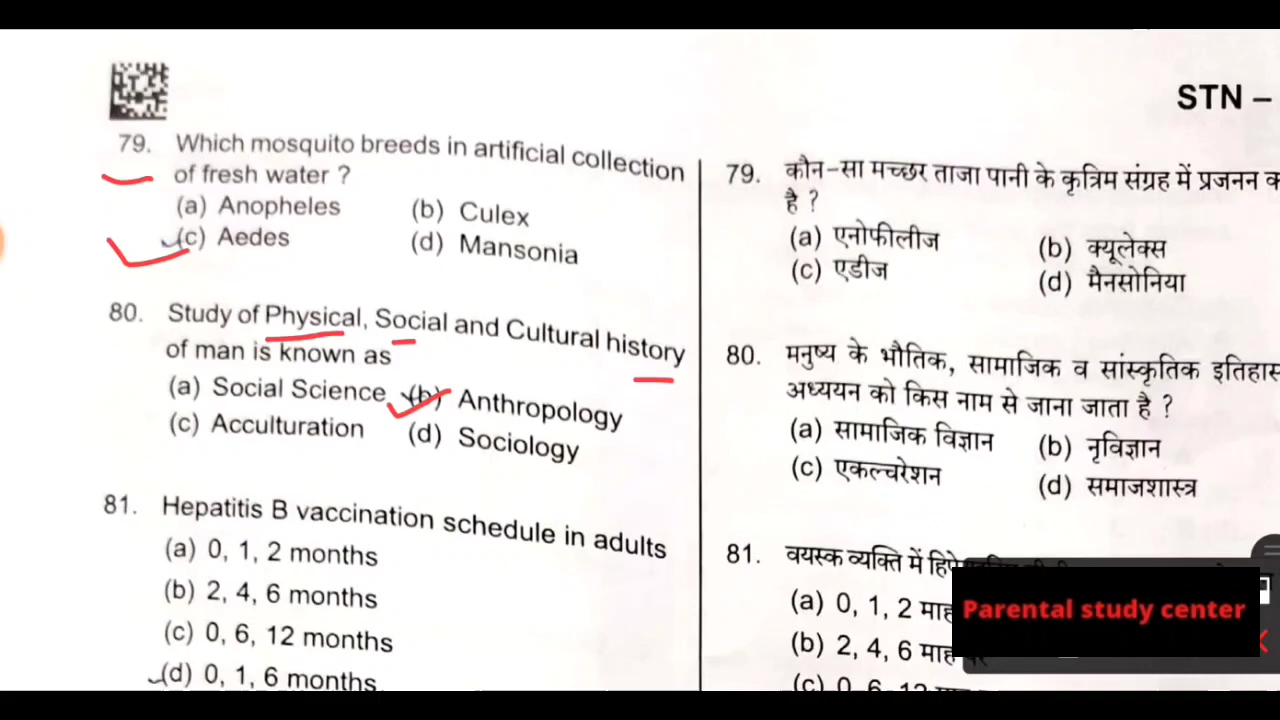 STN –
79. Which mosquito breeds in artificial collection
of fresh water ?
(a) Anopheles (b) Culex
(c) Aedes (d) Mansonia
80. Study of Physical, Social and Cultural history
of man is known as
(a) Social Science (b) Anthropology
(c) Acculturation (d) Sociology
81. Hepatitis B vaccination schedule in adults
(a) 0, 1, 2 months
(b) 2, 4, 6 months
(c) 0, 6, 12 months
(d) 0, 1, 6 months
79. कौन-सा मच्छर ताजा पानी के कृत्रिम संग्रह में प्रजनन
है ?
(a) एनोफीलीज (b) क्यूलेक्स
(c) एडीज (d) मैनसोनिया
80. मनुष्य के भौतिक, सामाजिक व सांस्कृतिक इतिहास
अध्ययन को किस नाम से जाना जाता है ?
(a) सामाजिक विज्ञान (b) नृविज्ञान
(c) एकल्चरेशन (d) समाजशास्त्र
81. वयस्क व्यक्ति में
(a) 0, 1, 2 माह
(b) 2, 4, 6 माह
(c) 0, 6, 12
Parental study center